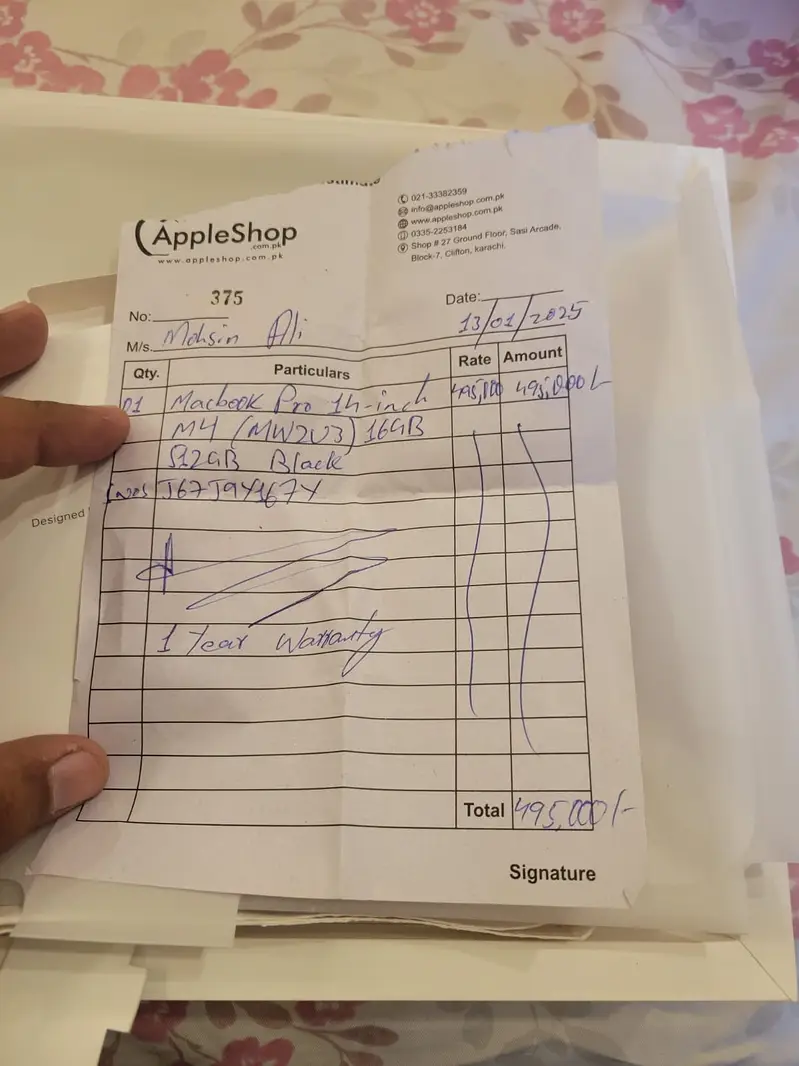 AppleShop
.com.pk
www.appleshop.com.pk
021-33382359
info@appleshop.com.pk
www.appleshop.com.pk
0335-2253184
Shop # 27 Ground Floor, Sasi Arcade,
Block-7, Clifton, karachi.
375
No:
Date: 13/01/2025
M/s. Mohsin Ali
Qty. Particulars Rate Amount
01 Macbook Pro 14-inch 495,000 495,000/-
M4 (MW2U3) 16GB
512GB Black
J67J9Y167Y
1 Year Warranty
Total 495,000/-
Signature
Designed